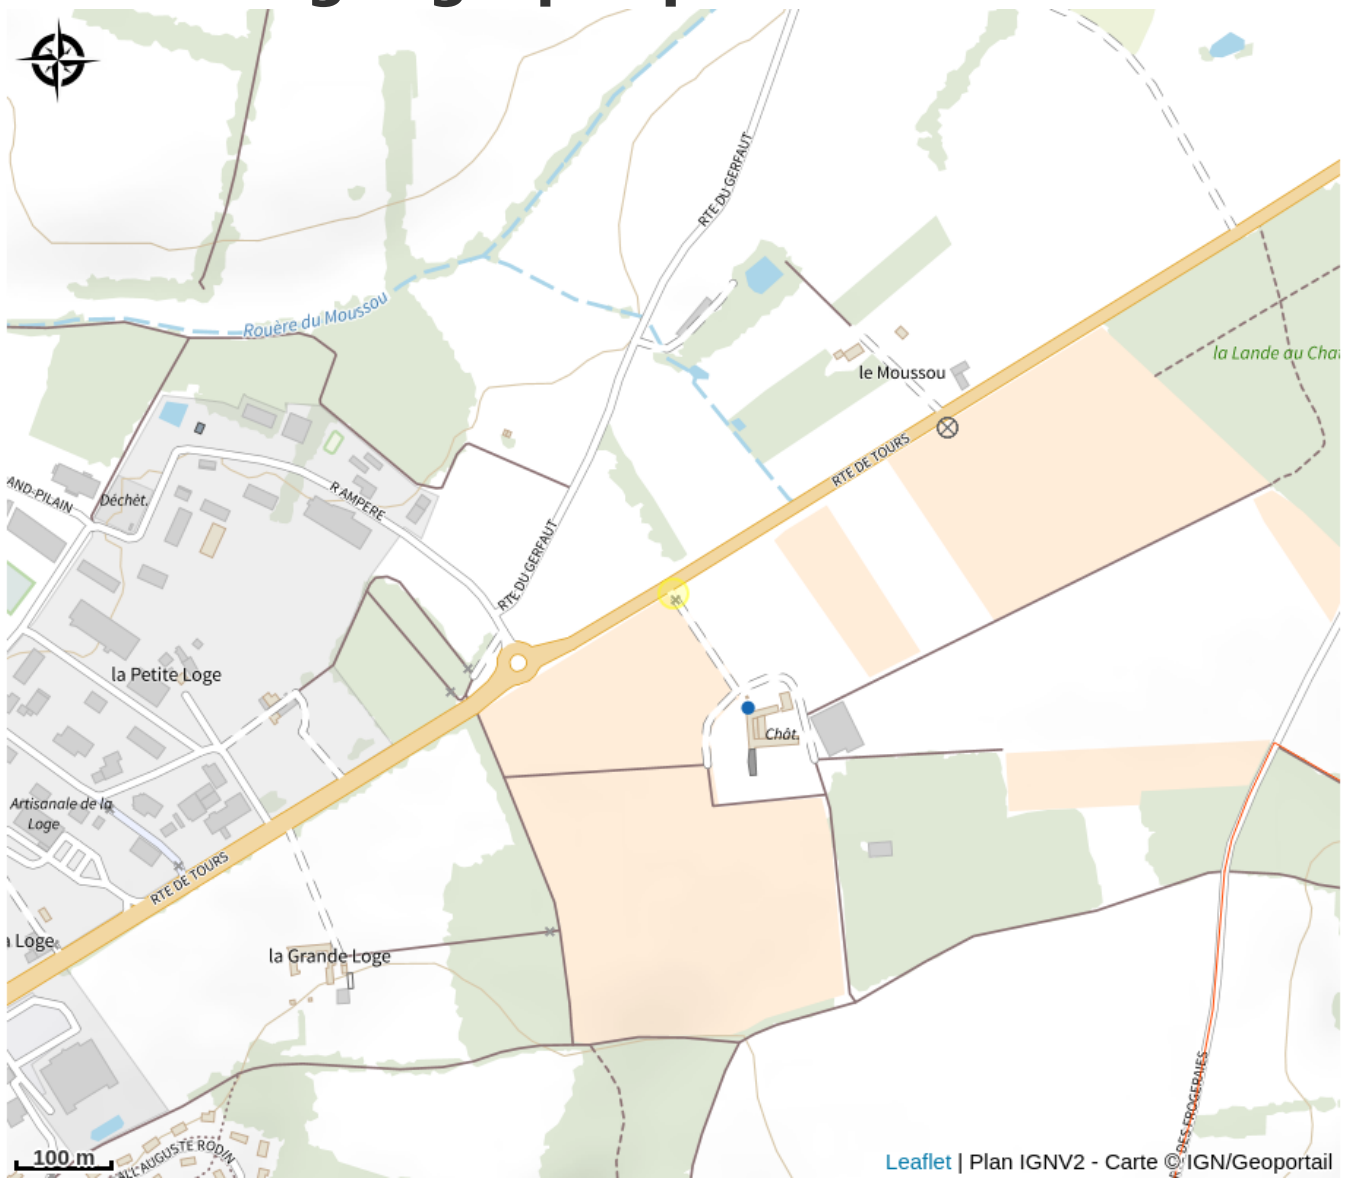 RTE DU GERFAUT
Rouère du Moussou
la Lande au Cha
le Moussou
RTE DE TOURS
AND-PILAIN
Déchèt.
R AMPERE
RTE DU GERFAUT
la Petite Loge
Chât.
Artisanale de la
Loge
RTE DE TOURS
a Loge
la Grande Loge
DES FROGERAIES
ALL AUGUSTE RODIN
100 m
Leaflet | Plan IGNV2 - Carte © IGN/Geoportail